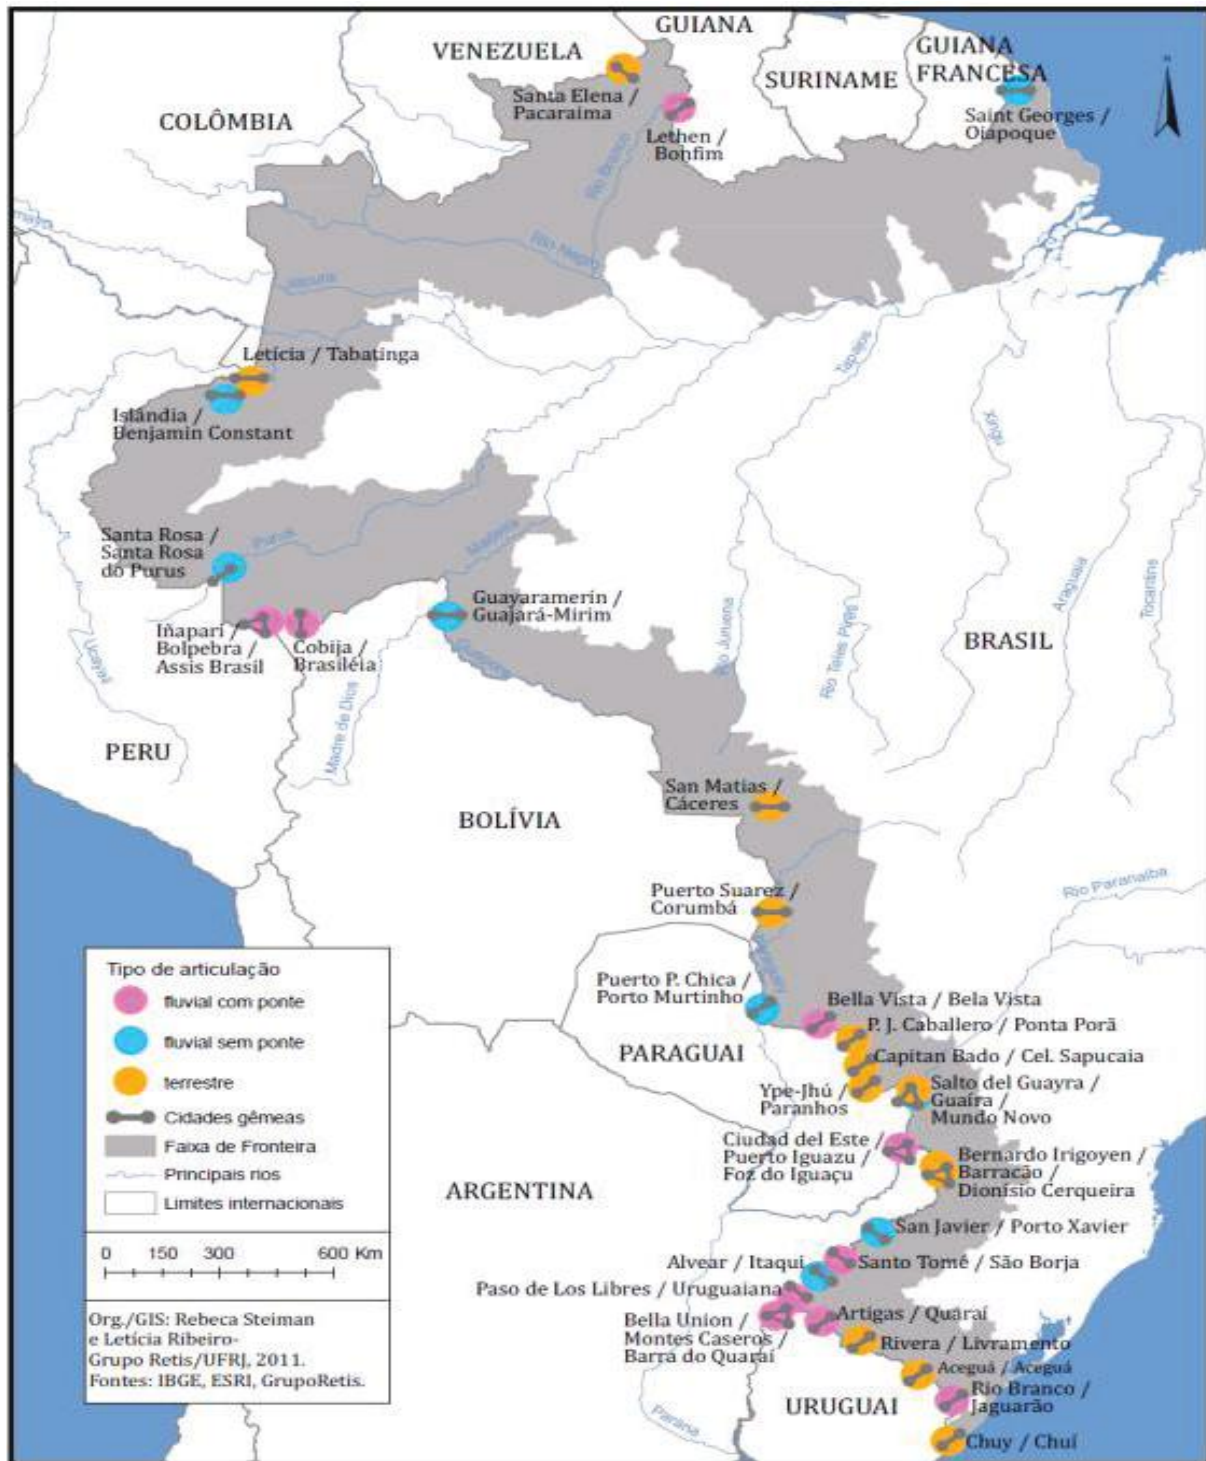 GUIANA
VENEZUELA
GUIANA
FRANCESA
SURINAME
COLÔMBIA
Santa Elena /
Pacaraima
Lethen /
Bonfim
Saint Georges /
Oiapoque
Rio Branco
Rio Negro
Japura
Letícia / Tabatinga
Islândia /
Benjamin Constant
Tapajos
Xingu
Santa Rosa /
Santa Rosa
do Purus
Purus
Madeira
Guayaramerin /
Guajará-Mirim
Iñapari /
Bolpebra /
Assis Brasil
Cobija /
Brasiléia
Ucayali
Madre de Dios
Guapore
Rio Juruena
Rio Teles Pires
Araguaia
Tocantins
BRASIL
PERU
BOLÍVIA
San Matias /
Cáceres
Puerto Suarez /
Corumbá
Rio Paranaiba
Puerto P. Chica /
Porto Murtinho
Paraguay
Bella Vista / Bela Vista
P. J. Caballero / Ponta Porã
PARAGUAI
Capitan Bado / Cel. Sapucaia
Ype-Jhú /
Paranhos
Salto del Guayra /
Guaíra /
Mundo Novo
Ciudad del Este /
Puerto Iguazu /
Foz do Iguaçu
Bernardo Irigoyen /
Barracão /
Dionísio Cerqueira
ARGENTINA
San Javier / Porto Xavier
Alvear / Itaqui
Santo Tomé / São Borja
Paso de Los Libres / Uruguaiana
Bella Union /
Montes Caseros /
Barra do Quaraí
Artigas / Quaraí
Rivera / Livramento
Aceguá / Aceguá
Rio Branco /
Jaguarão
URUGUAI
Parana
Chuy / Chuí
Tipo de articulação
fluvial com ponte
fluvial sem ponte
terrestre
Cidades gêmeas
Faixa de Fronteira
Principais rios
Limites internacionais
0 150 300 600 Km
Org./GIS: Rebeca Steiman
e Letícia Ribeiro-
Grupo Retis/UFRJ, 2011.
Fontes: IBGE, ESRI, GrupoRetis.